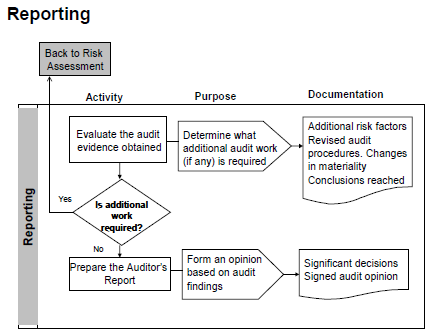 Reporting
Back to Risk
Assessment
Activity
Purpose
Documentation
Reporting
Evaluate the audit
evidence obtained
Determine what
additional audit work
(if any) is required
Additional risk factors
Revised audit
procedures. Changes
in materiality
Conclusions reached
Yes
Is additional
work
required?
No
Prepare the Auditor's
Report
Form an opinion
based on audit
findings
Significant decisions
Signed audit opinion